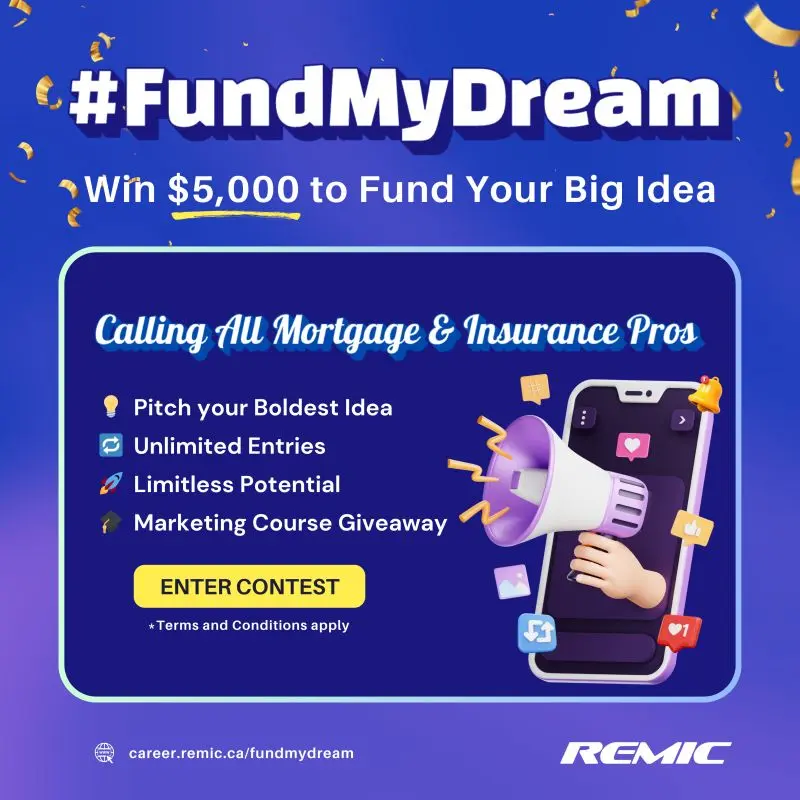 #FundMyDream
Win $5,000 to Fund Your Big Idea
Calling All Mortgage & Insurance Pros
Pitch your Boldest Idea
Unlimited Entries
Limitless Potential
Marketing Course Giveaway
ENTER CONTEST
*Terms and Conditions apply
1
career.remic.ca/fundmydream
REMIC